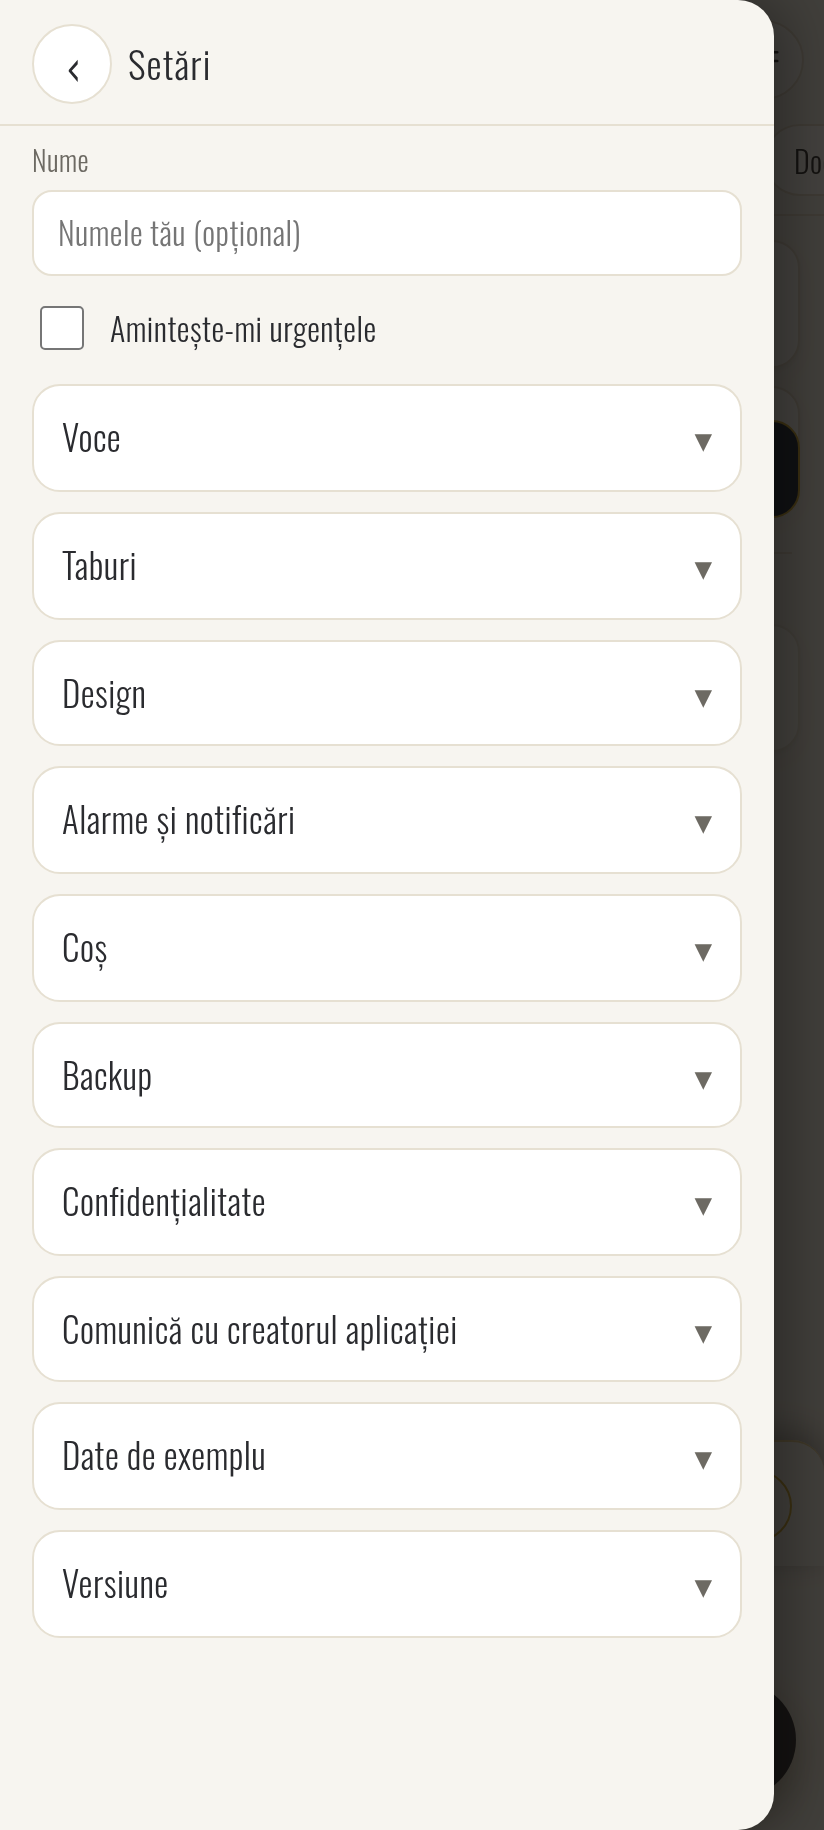 Setări
Do
Nume
Numele tău (opțional)
Amintește-mi urgențele
Voce
Taburi
Design
Alarme și notificări
Coș
Backup
Confidențialitate
Comunică cu creatorul aplicației
Date de exemplu
Versiune